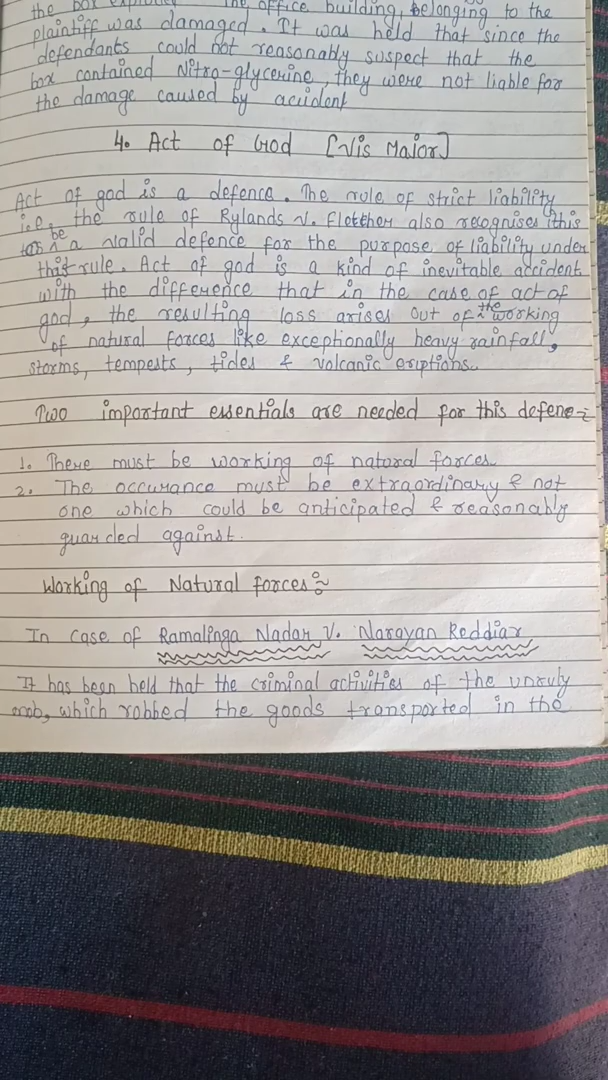 the box exploded the office building, belonging to the
plaintiff was damaged. It was held that since the
defendants could not reasonably suspect that the
box contained Nitro-glycerine, they were not liable for
the damage caused by accident
4. Act of God [Vis Major]
Act of god is a defence. The rule of strict liability
i.e. the rule of Rylands v. Fletcher also recognises this
be
to a valid defence for the purpose of liability under
this rule. Act of god is a kind of inevitable accident
with the difference that in the case of act of
god, the resulting loss arises out of the working
of natural forces like exceptionally heavy rainfall,
storms, tempests, tides & volcanic eriptions.
Two important essentials are needed for this defence :-
1. There must be working of natural forces.
2. The occurance must be extraordinary & not
one which could be anticipated & reasonably
guarded against.
Working of Natural forces :~
In case of Ramalinga Nadar V. Narayan Reddiar
It has been held that the criminal activities of the unruly
mob, which robbed the goods transported in the